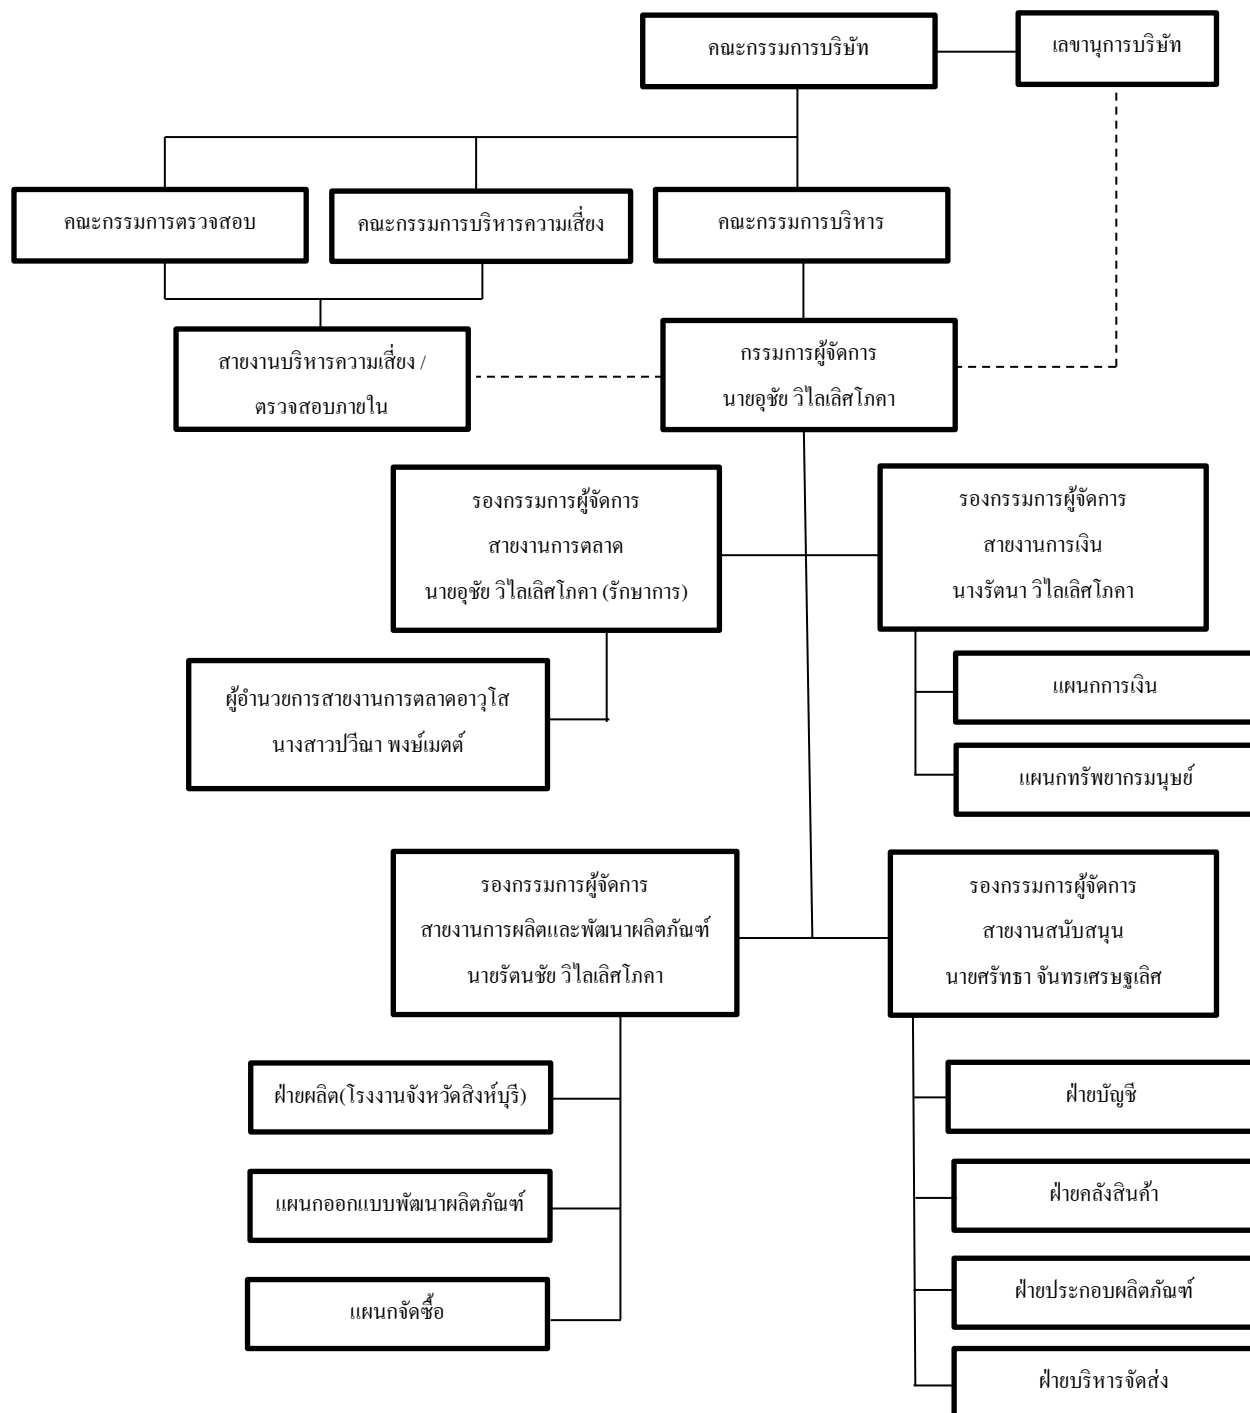 คณะกรรมการบริษัท
เลขานุการบริษัท
คณะกรรมการตรวจสอบ
คณะกรรมการบริหารความเสี่ยง
คณะกรรมการบริหาร
สายงานบริหารความเสี่ยง /
ตรวจสอบภายใน
กรรมการผู้จัดการ
นายอุชัย วิไลเลิศโภคา
รองกรรมการผู้จัดการ
สายงานการตลาด
นายอุชัย วิไลเลิศโภคา (รักษาการ)
รองกรรมการผู้จัดการ
สายงานการเงิน
นางรัตนา วิไลเลิศโภคา
ผู้อำนวยการสายงานการตลาดอาวุโส
นางสาวปวีณา พงษ์เมตต์
แผนกการเงิน
แผนกทรัพยากรมนุษย์
รองกรรมการผู้จัดการ
สายงานการผลิตและพัฒนาผลิตภัณฑ์
นายรัตนชัย วิไลเลิศโภคา
รองกรรมการผู้จัดการ
สายงานสนับสนุน
นายศรัทธา จันทรเศรษฐเลิศ
ฝ่ายผลิต(โรงงานจังหวัดสิงห์บุรี)
แผนกออกแบบพัฒนาผลิตภัณฑ์
แผนกจัดซื้อ
ฝ่ายบัญชี
ฝ่ายคลังสินค้า
ฝ่ายประกอบผลิตภัณฑ์
ฝ่ายบริหารจัดส่ง